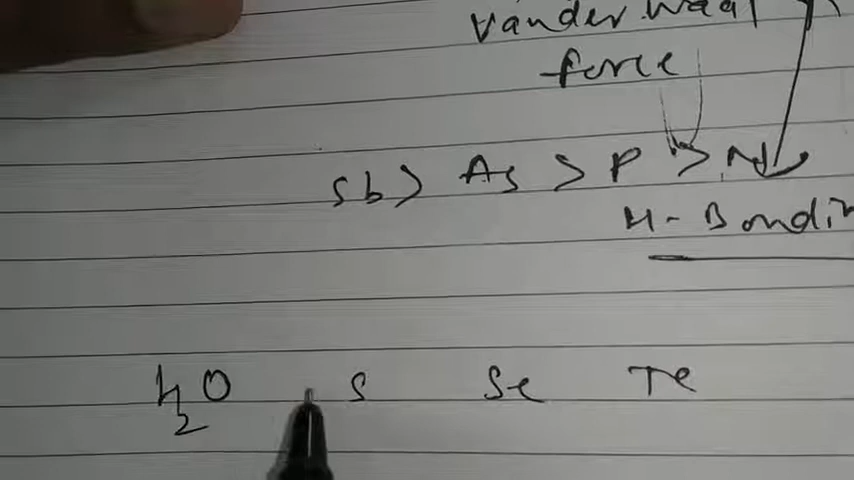 Vander Waal
force
Sb > As > P > N
H-Bondin
H2O S Se Te